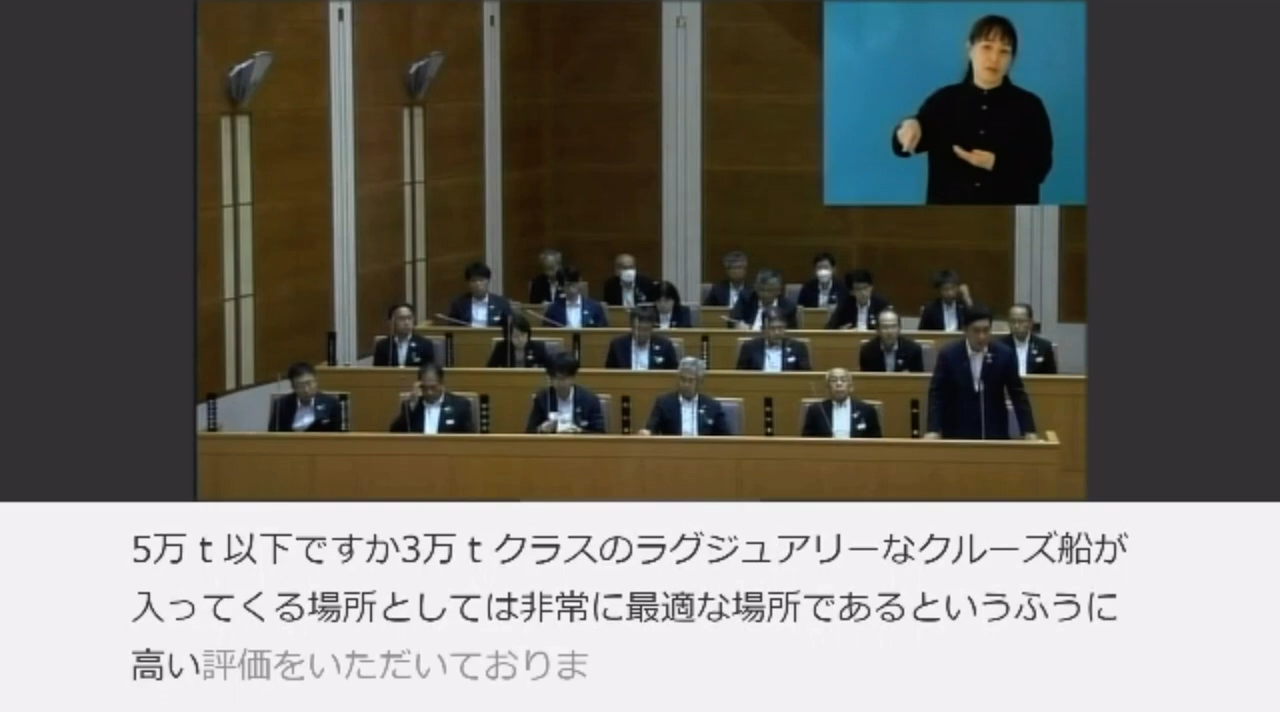 5万ｔ以下ですか3万ｔクラスのラグジュアリーなクルーズ船が
入ってくる場所としては非常に最適な場所であるというふうに
高い評価をいただいておりま